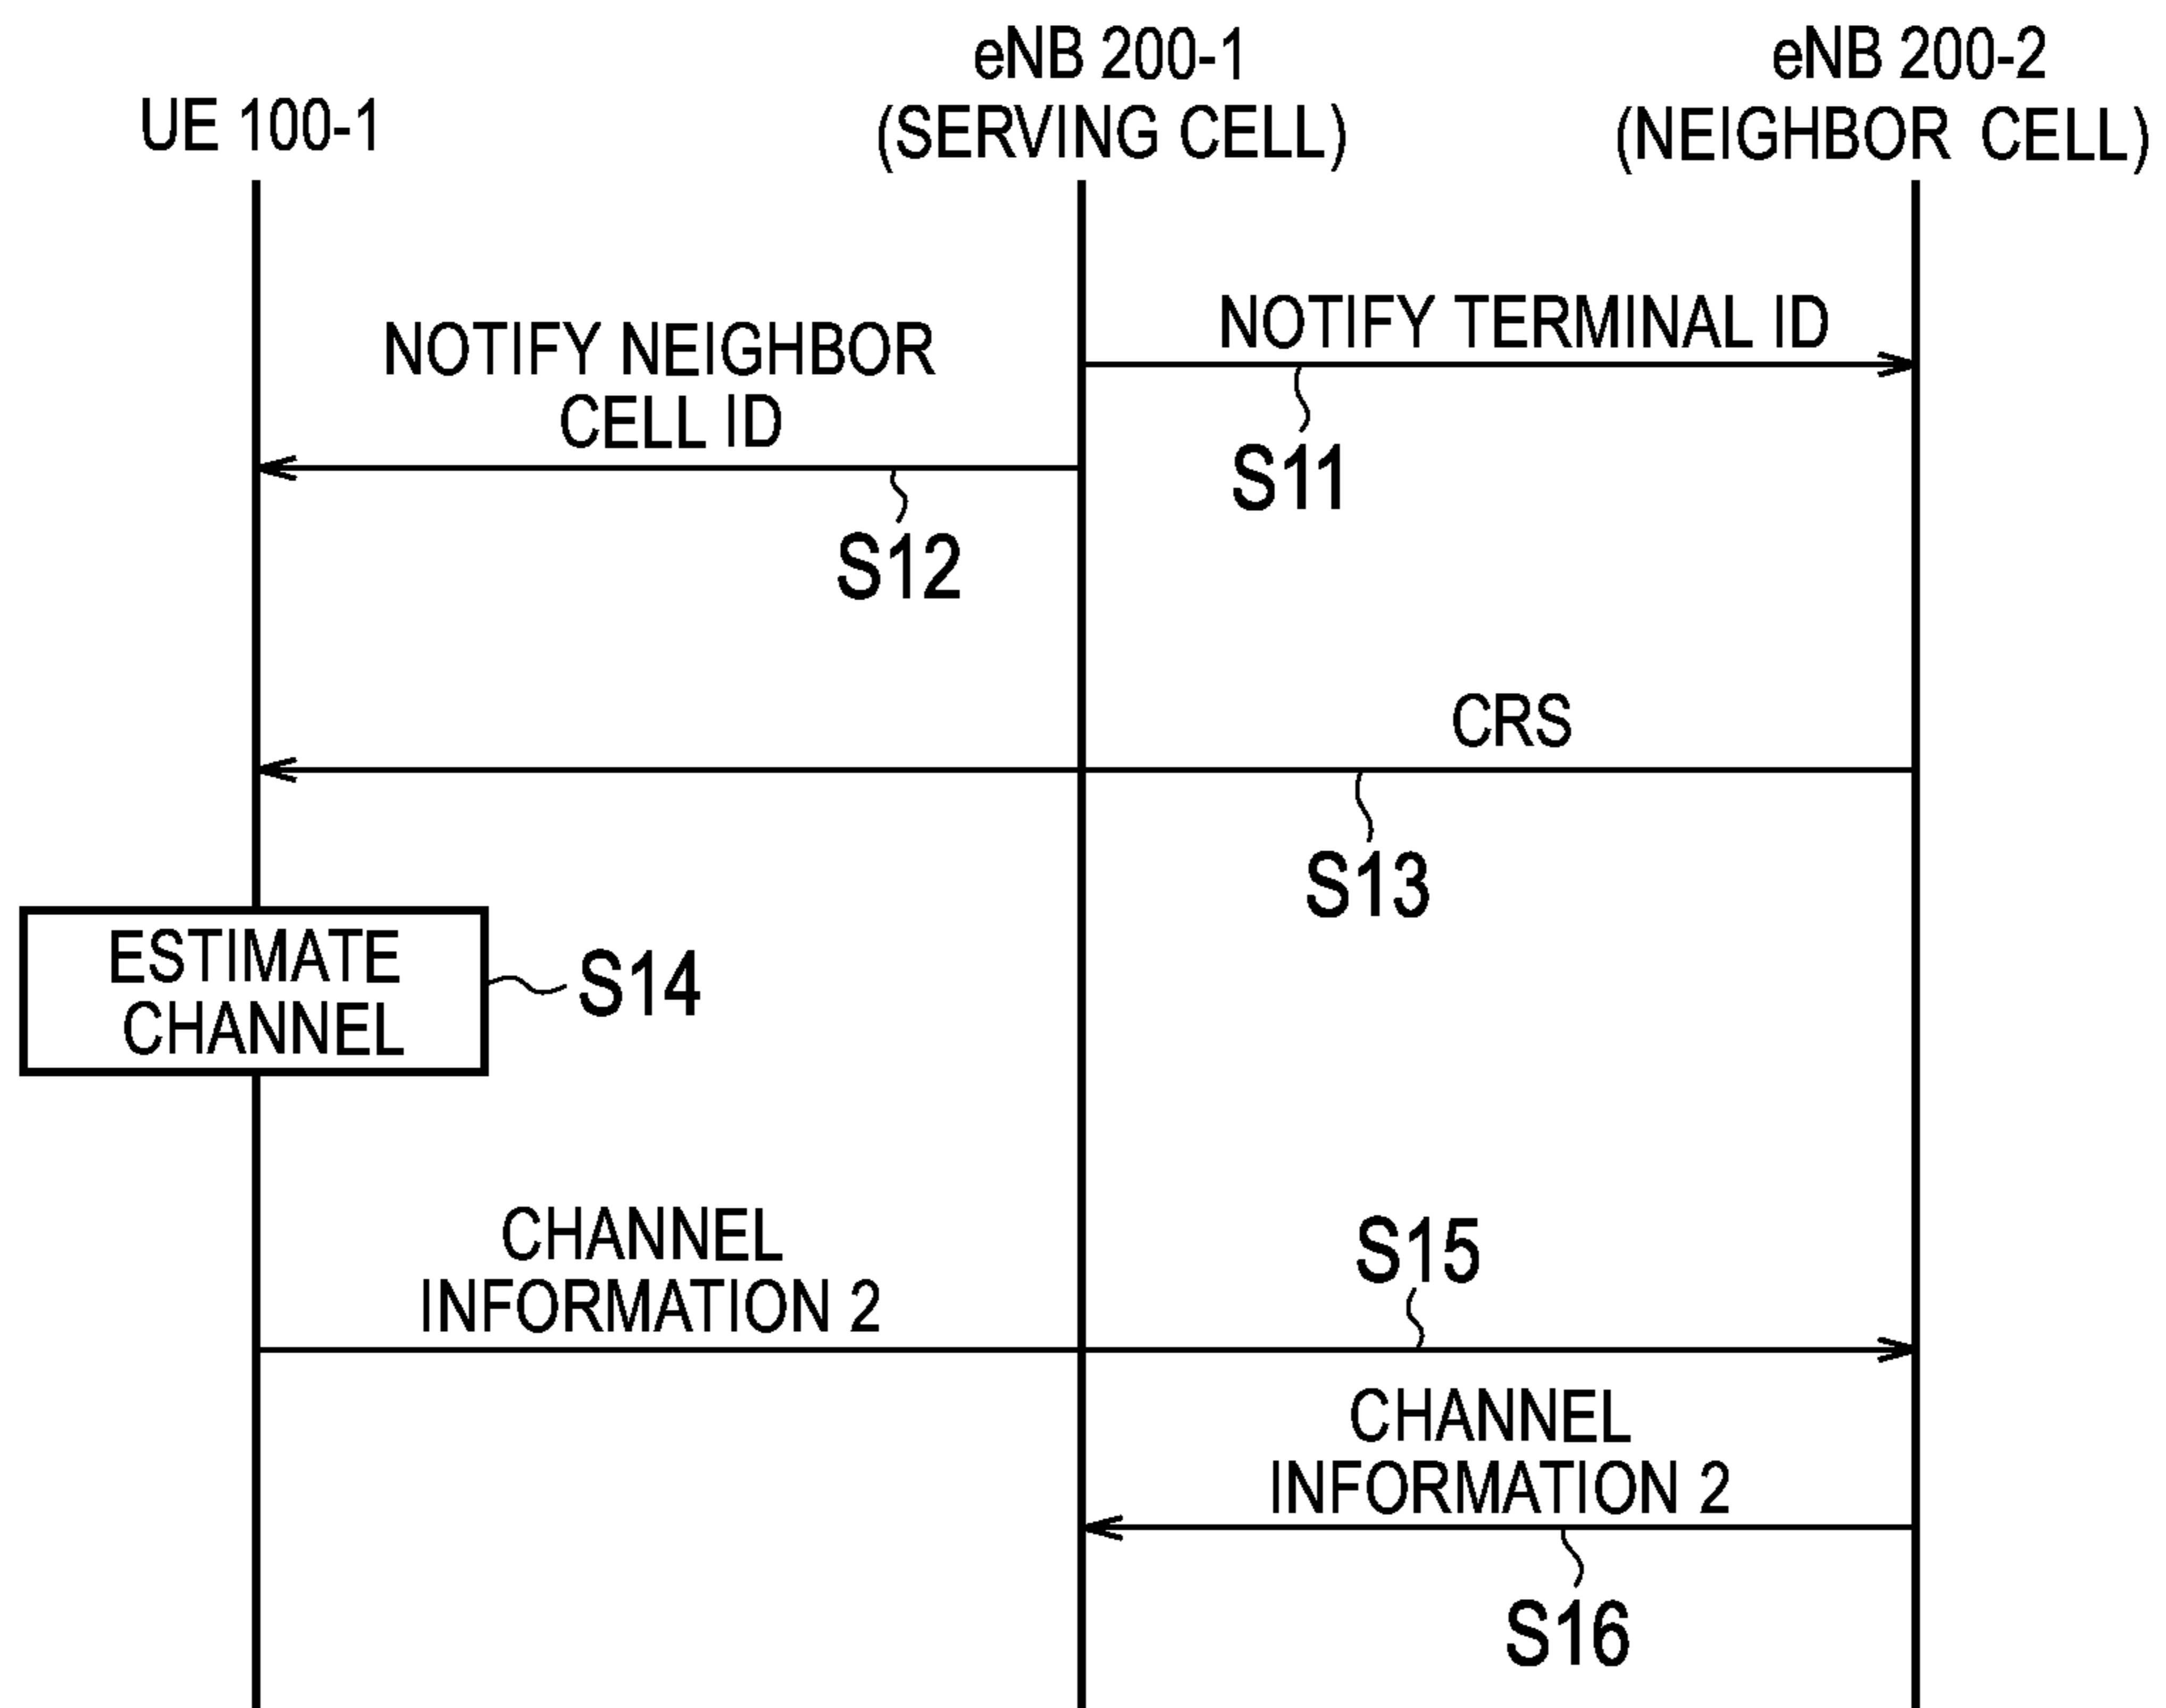 UE 100-1
eNB 200-1
(SERVING CELL)
eNB 200-2
(NEIGHBOR CELL)
NOTIFY TERMINAL ID
S11
NOTIFY NEIGHBOR
CELL ID
S12
CRS
S13
ESTIMATE
CHANNEL
S14
CHANNEL
INFORMATION 2
S15
CHANNEL
INFORMATION 2
S16